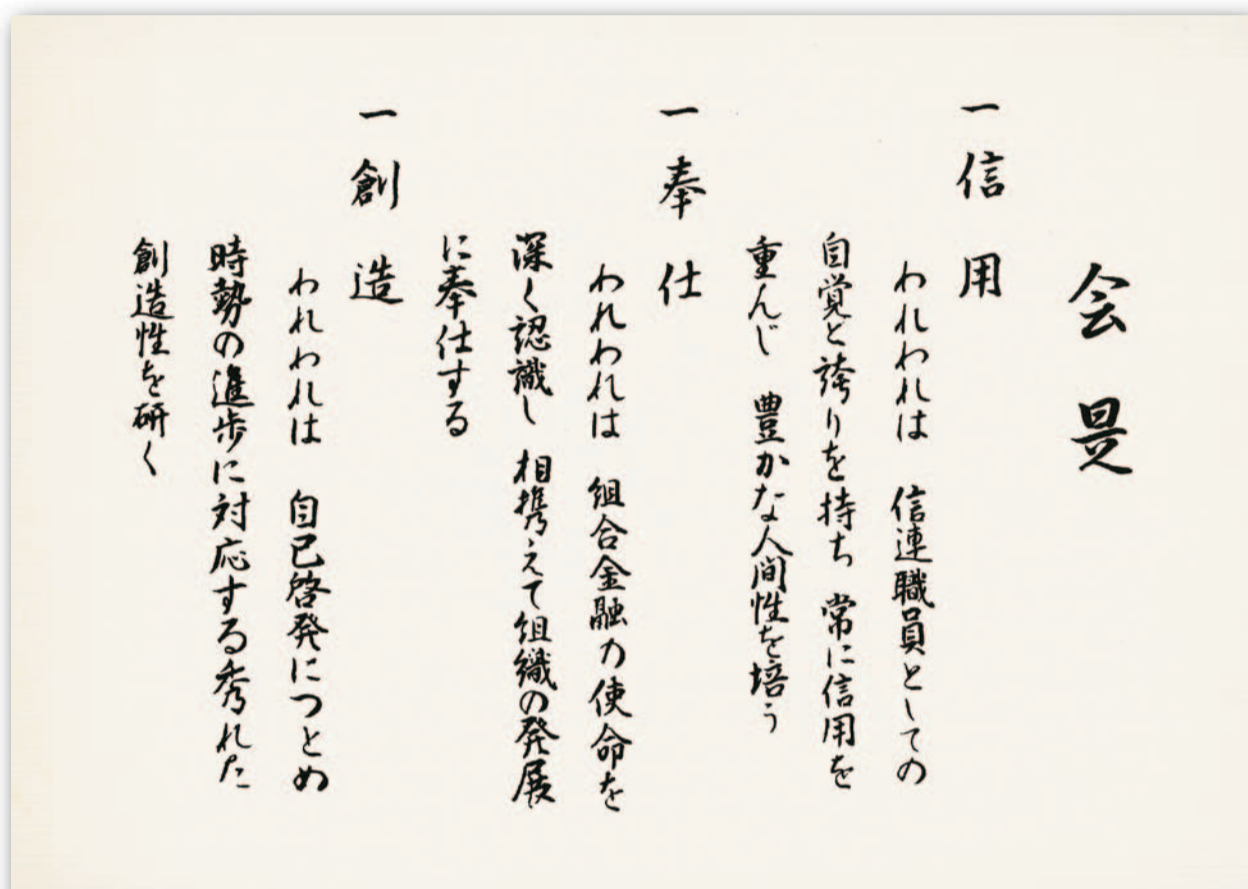 会是
一 信用
われわれは 信連職員としての
自覚と誇りを持ち 常に信用を
重んじ 豊かな人間性を培う
一 奉仕
われわれは 組合金融の使命を
深く認識し 相携えて組織の発展
に奉仕する
一 創造
われわれは 自己啓発につとめ
時勢の進歩に対応する秀れた
創造性を研く